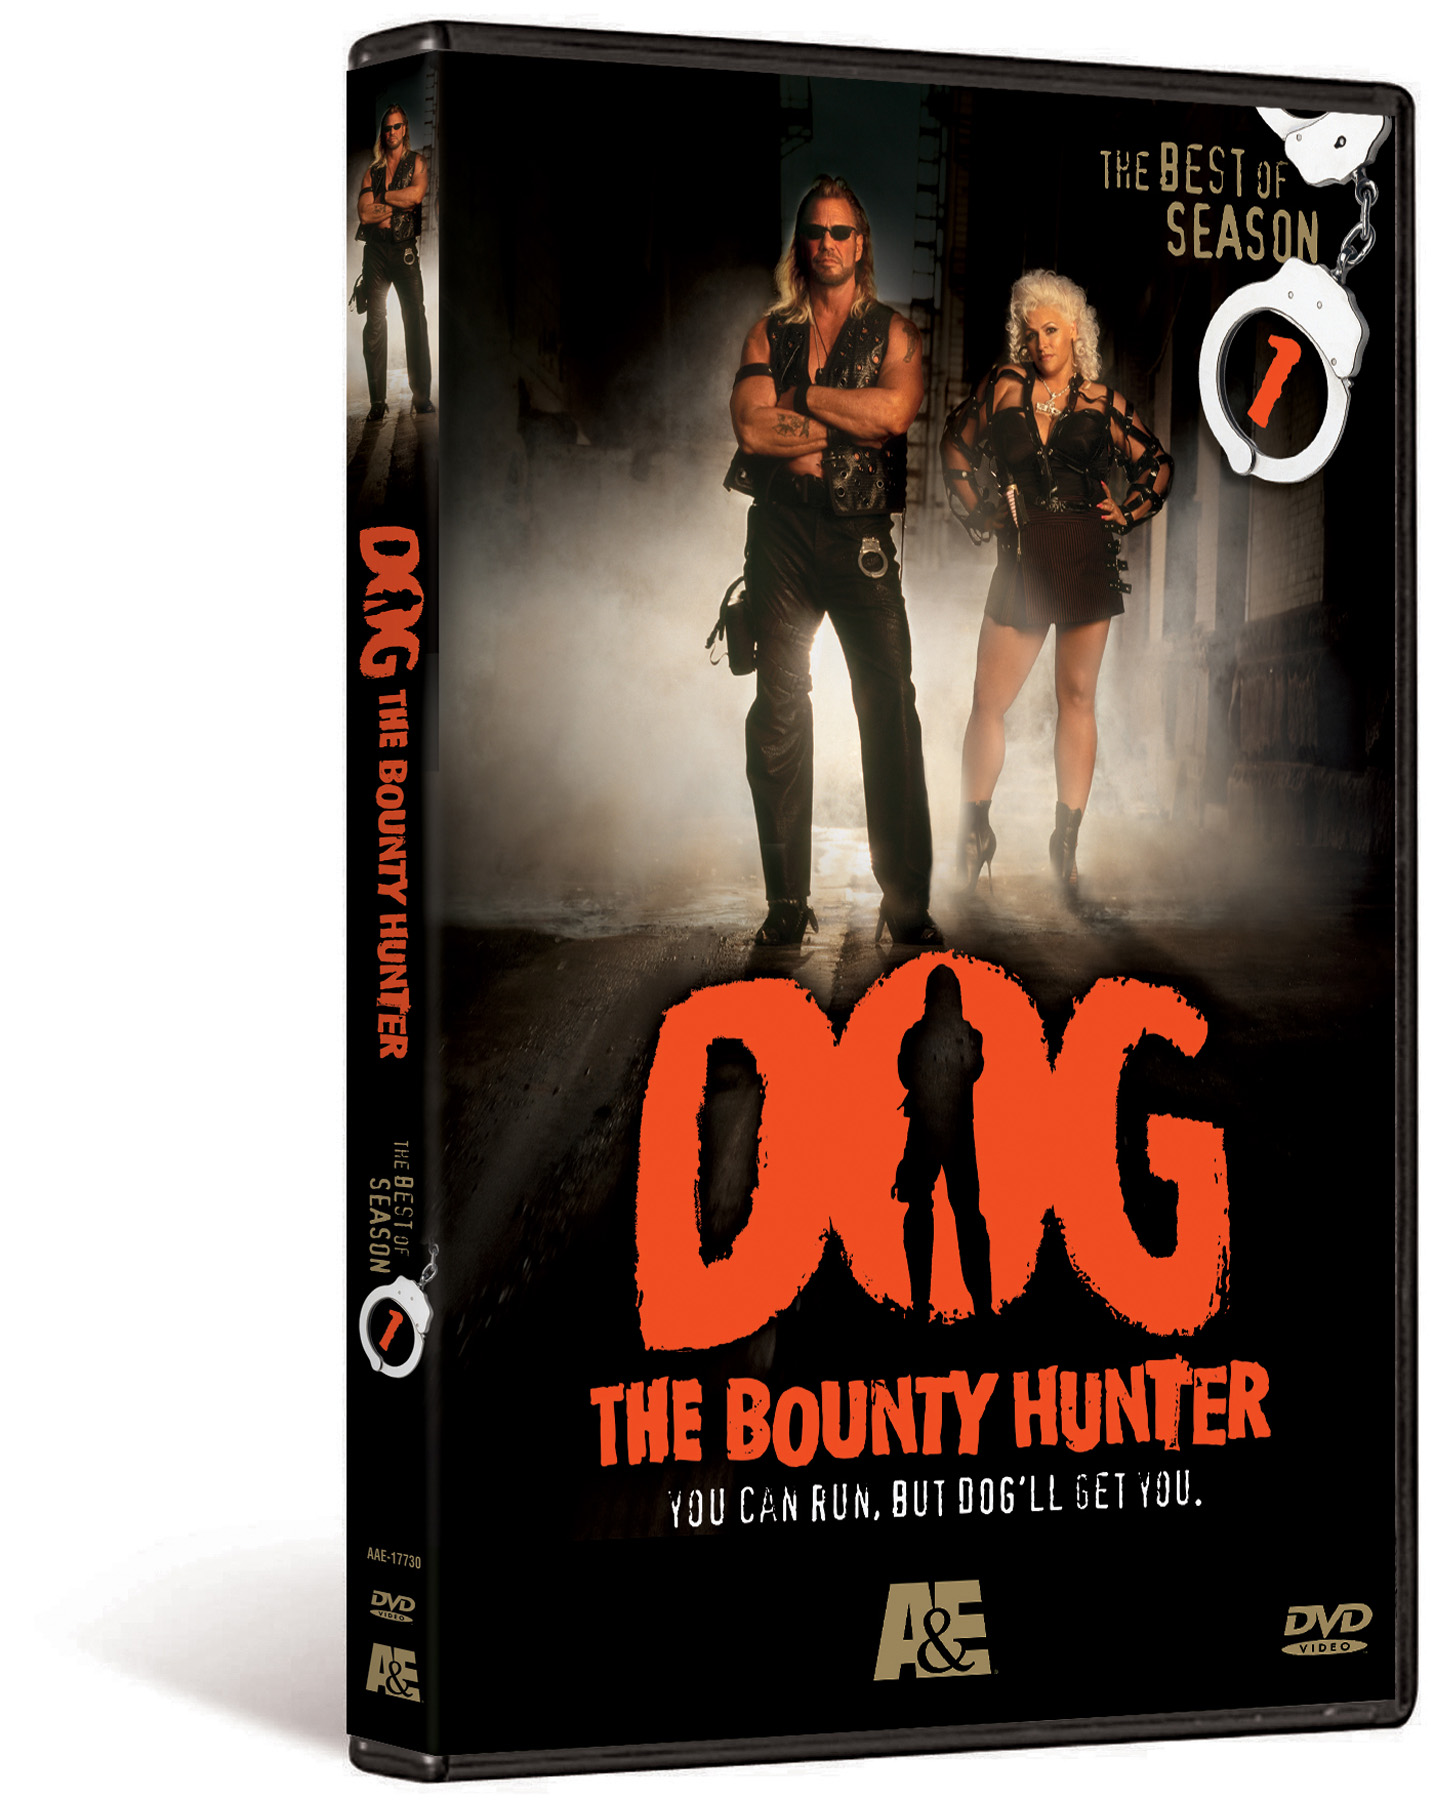 THE BEST OF
SEASON
1
DOG
THE BOUNTY HUNTER
YOU CAN RUN, BUT DOG'LL GET YOU.
A&E
DVD
VIDEO
DOG THE BOUNTY HUNTER
THE BEST OF
SEASON
1
AAE-17730
DVD
VIDEO
A&E